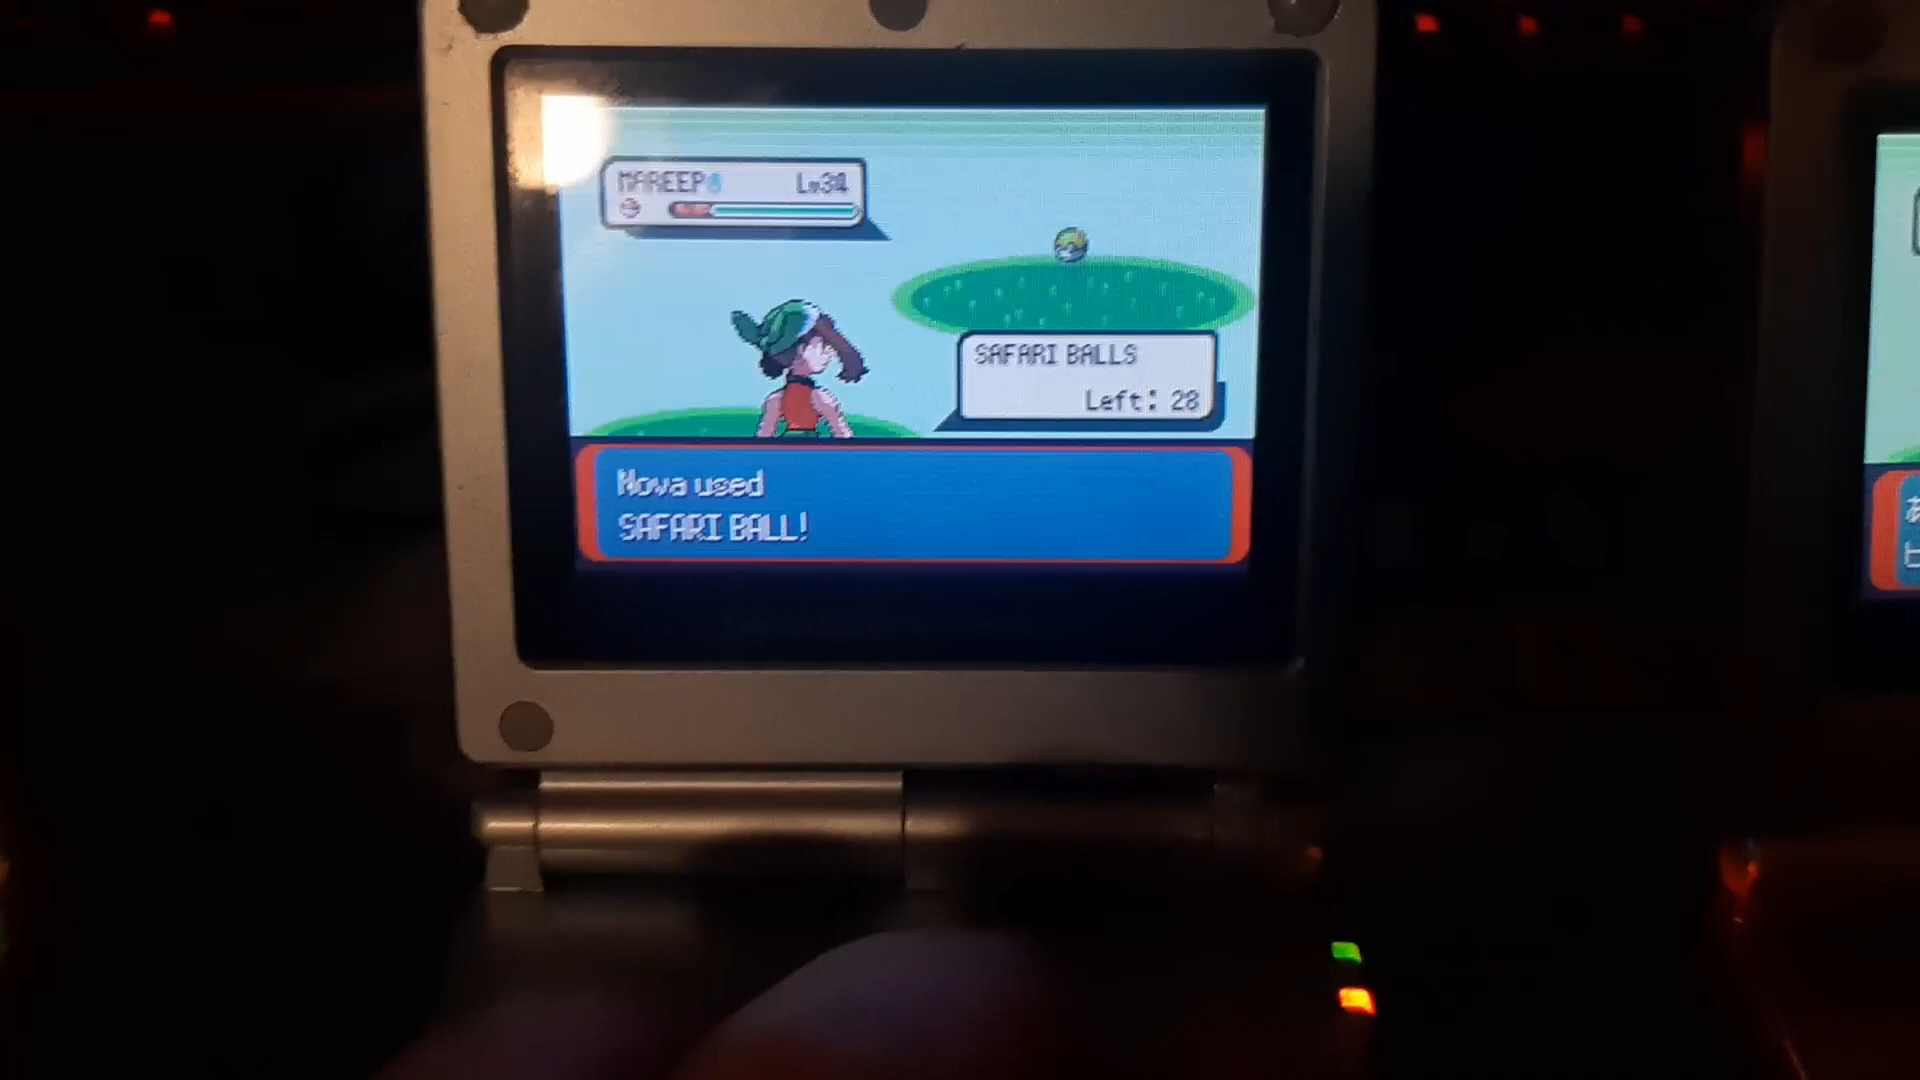 MAREEP♂ Lv34
SAFARI BALLS
Left: 28
Nova used
SAFARI BALL!